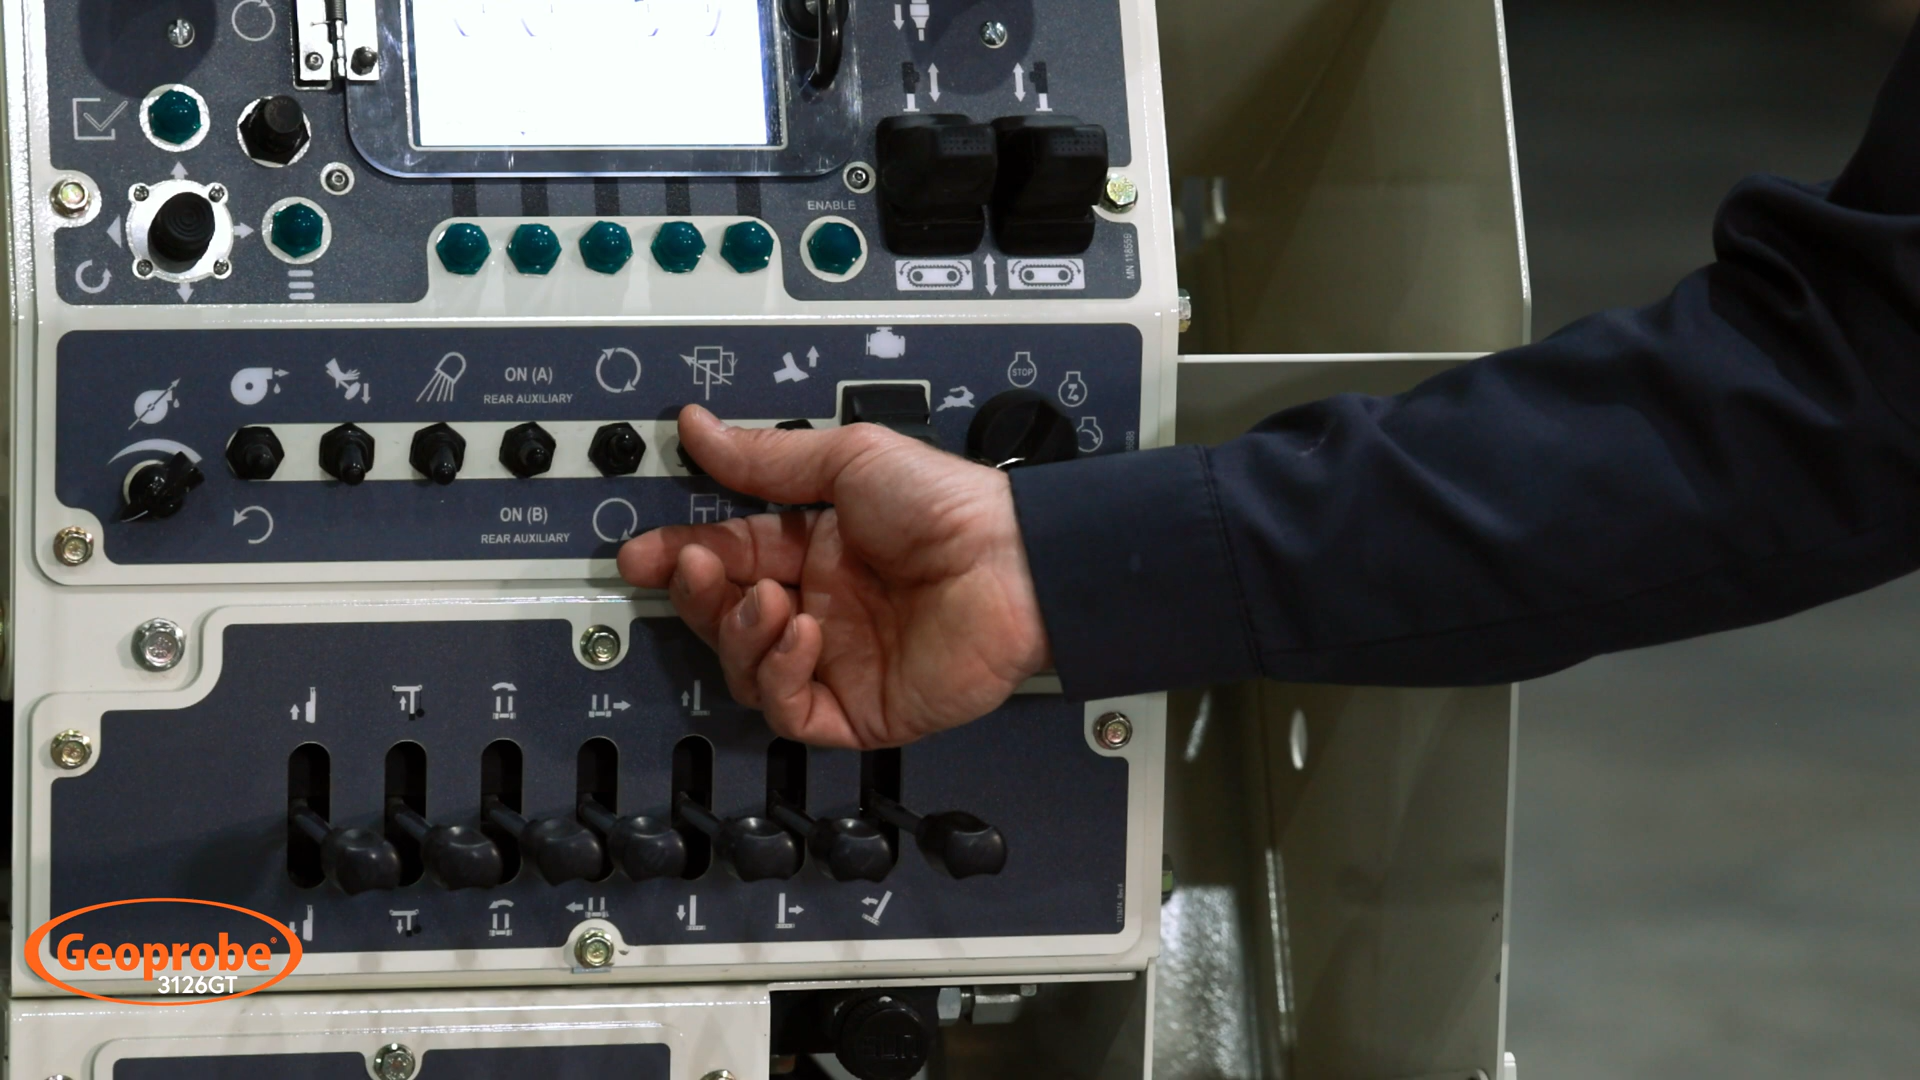 ENABLE
MN 118559
ON (A)
REAR AUXILIARY
STOP
ON (B)
REAR AUXILIARY
Geoprobe®
3126GT